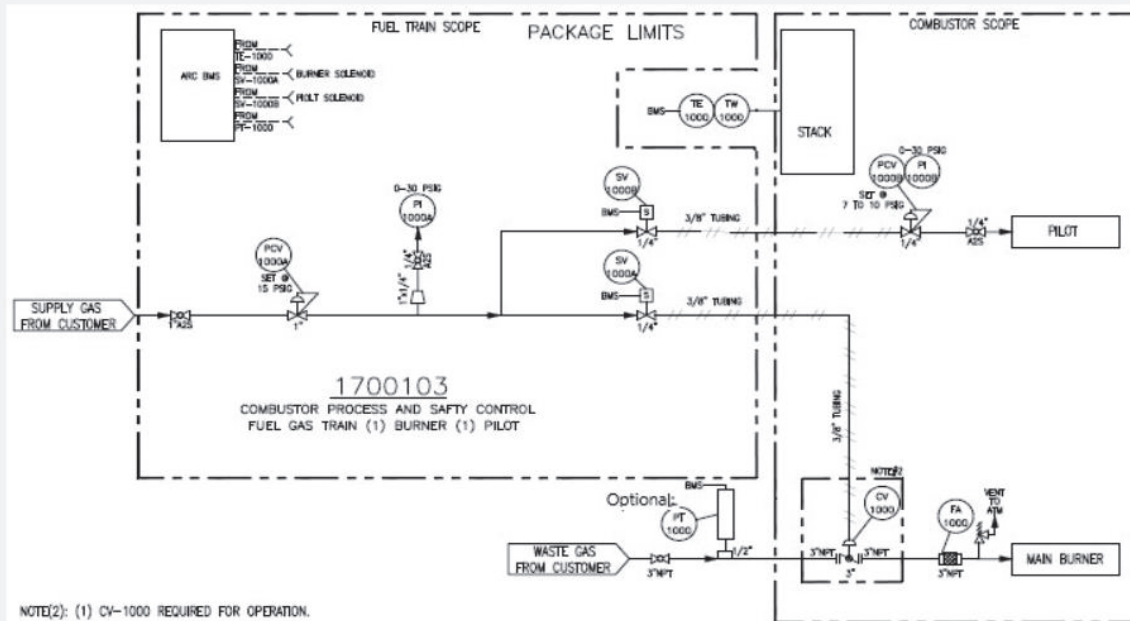 FUEL TRAIN SCOPE
PACKAGE LIMITS
COMBUSTOR SCOPE
ARC BMS
FROM
TE-1000
FROM
SV-1000A
BURNER SOLENOID
FROM
SV-1000B
PIOLT SOLENOID
FROM
PT-1000
BMS
TE
1000
TW
1000
STACK
0-30 PSIG
PI
1000A
1/4"
A2S
1"x1/4"
PCV
1000A
SET @
15 PSIG
1"
SUPPLY GAS
FROM CUSTOMER
1"A2S
SV
1000B
BMS
S
1/4"
3/8" TUBING
SV
1000A
BMS
S
1/4"
3/8" TUBING
0-30 PSIG
PCV
1000B
PI
1000B
SET @
7 TO 10 PSIG
1/4"
1/4"
A2S
PILOT
1700103
COMBUSTOR PROCESS AND SAFTY CONTROL
FUEL GAS TRAIN (1) BURNER (1) PILOT
3/8" TUBING
NOTE#2
CV
1000
Optional:
BMS
PT
1000
1/2"
WASTE GAS
FROM CUSTOMER
3"NPT
3"NPT
3"NPT
3"
FA
1000
3"NPT
VENT
TO
ATM
MAIN BURNER
NOTE(2): (1) CV-1000 REQUIRED FOR OPERATION.